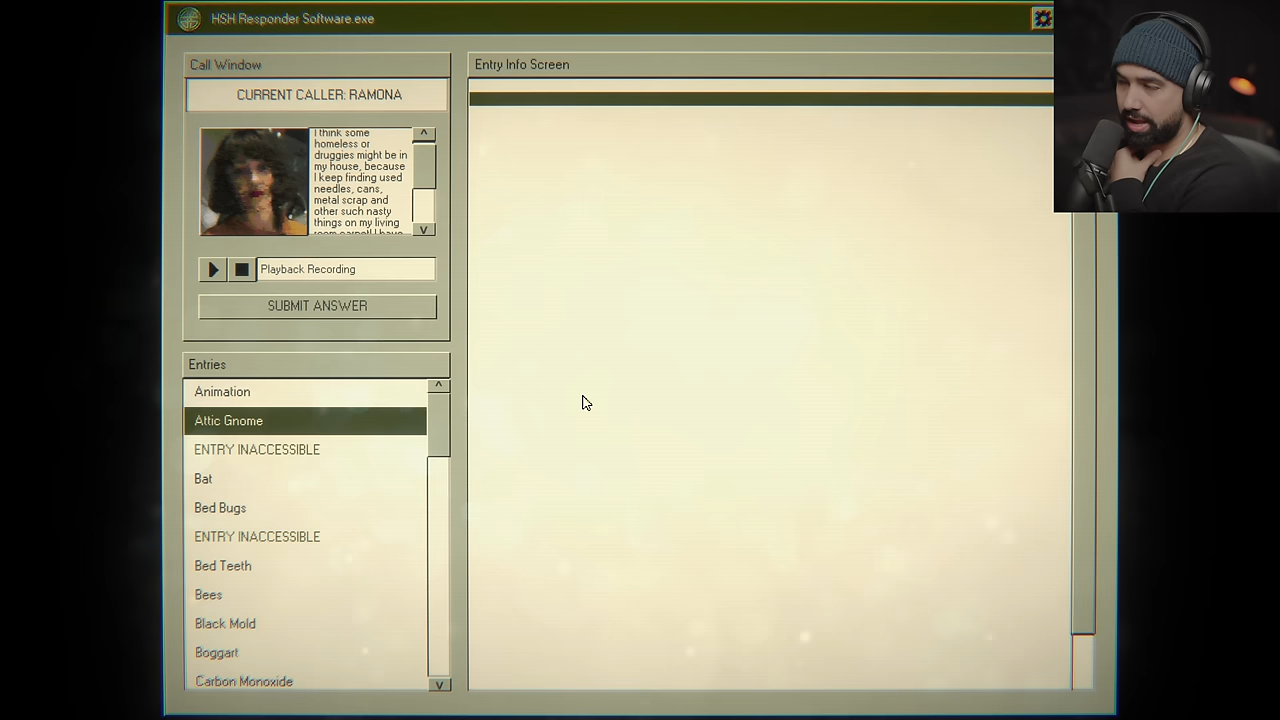 HSH Responder Software.exe
Call Window
Entry Info Screen
CURRENT CALLER: RAMONA
I think some
homeless or
druggies might be in
my house, because
I keep finding used
needles, cans,
metal scrap and
other such nasty
things on my living
room carpet! I have
Playback Recording
SUBMIT ANSWER
Entries
Animation
Attic Gnome
ENTRY INACCESSIBLE
Bat
Bed Bugs
ENTRY INACCESSIBLE
Bed Teeth
Bees
Black Mold
Boggart
Carbon Monoxide